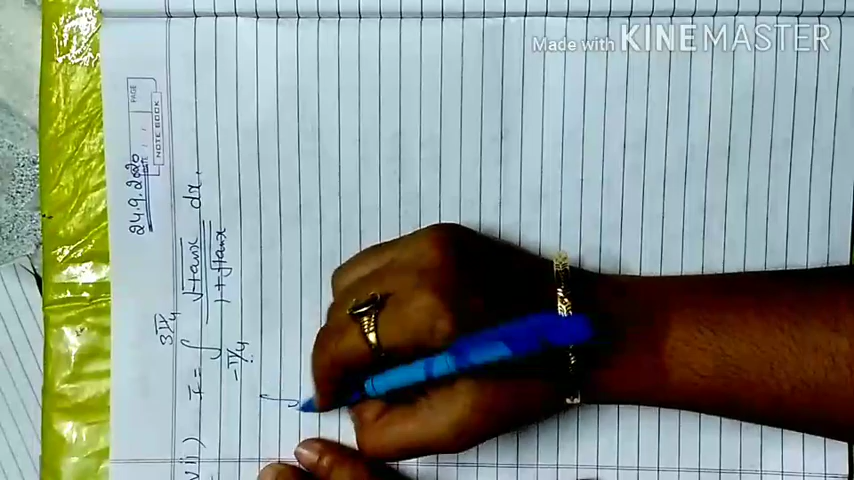 Made with KINEMASTER
NOTE BOOK
PAGE
DATE
24.9.2020
vii) I = ∫_{-π/4}^{3π/4} √tanx / 1+√tanx dx.
∫